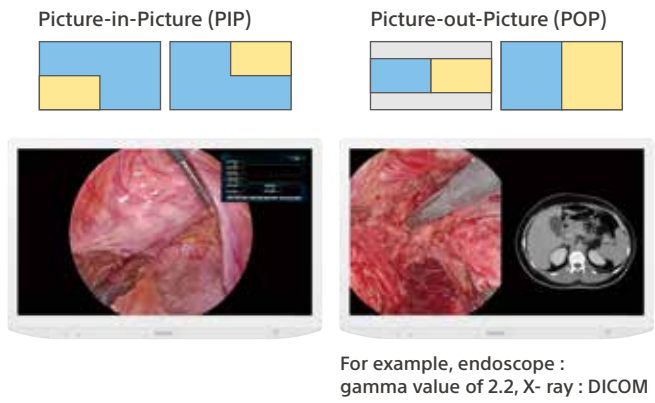 Picture-in-Picture (PIP)
Picture-out-Picture (POP)
For example, endoscope :
gamma value of 2.2, X- ray : DICOM